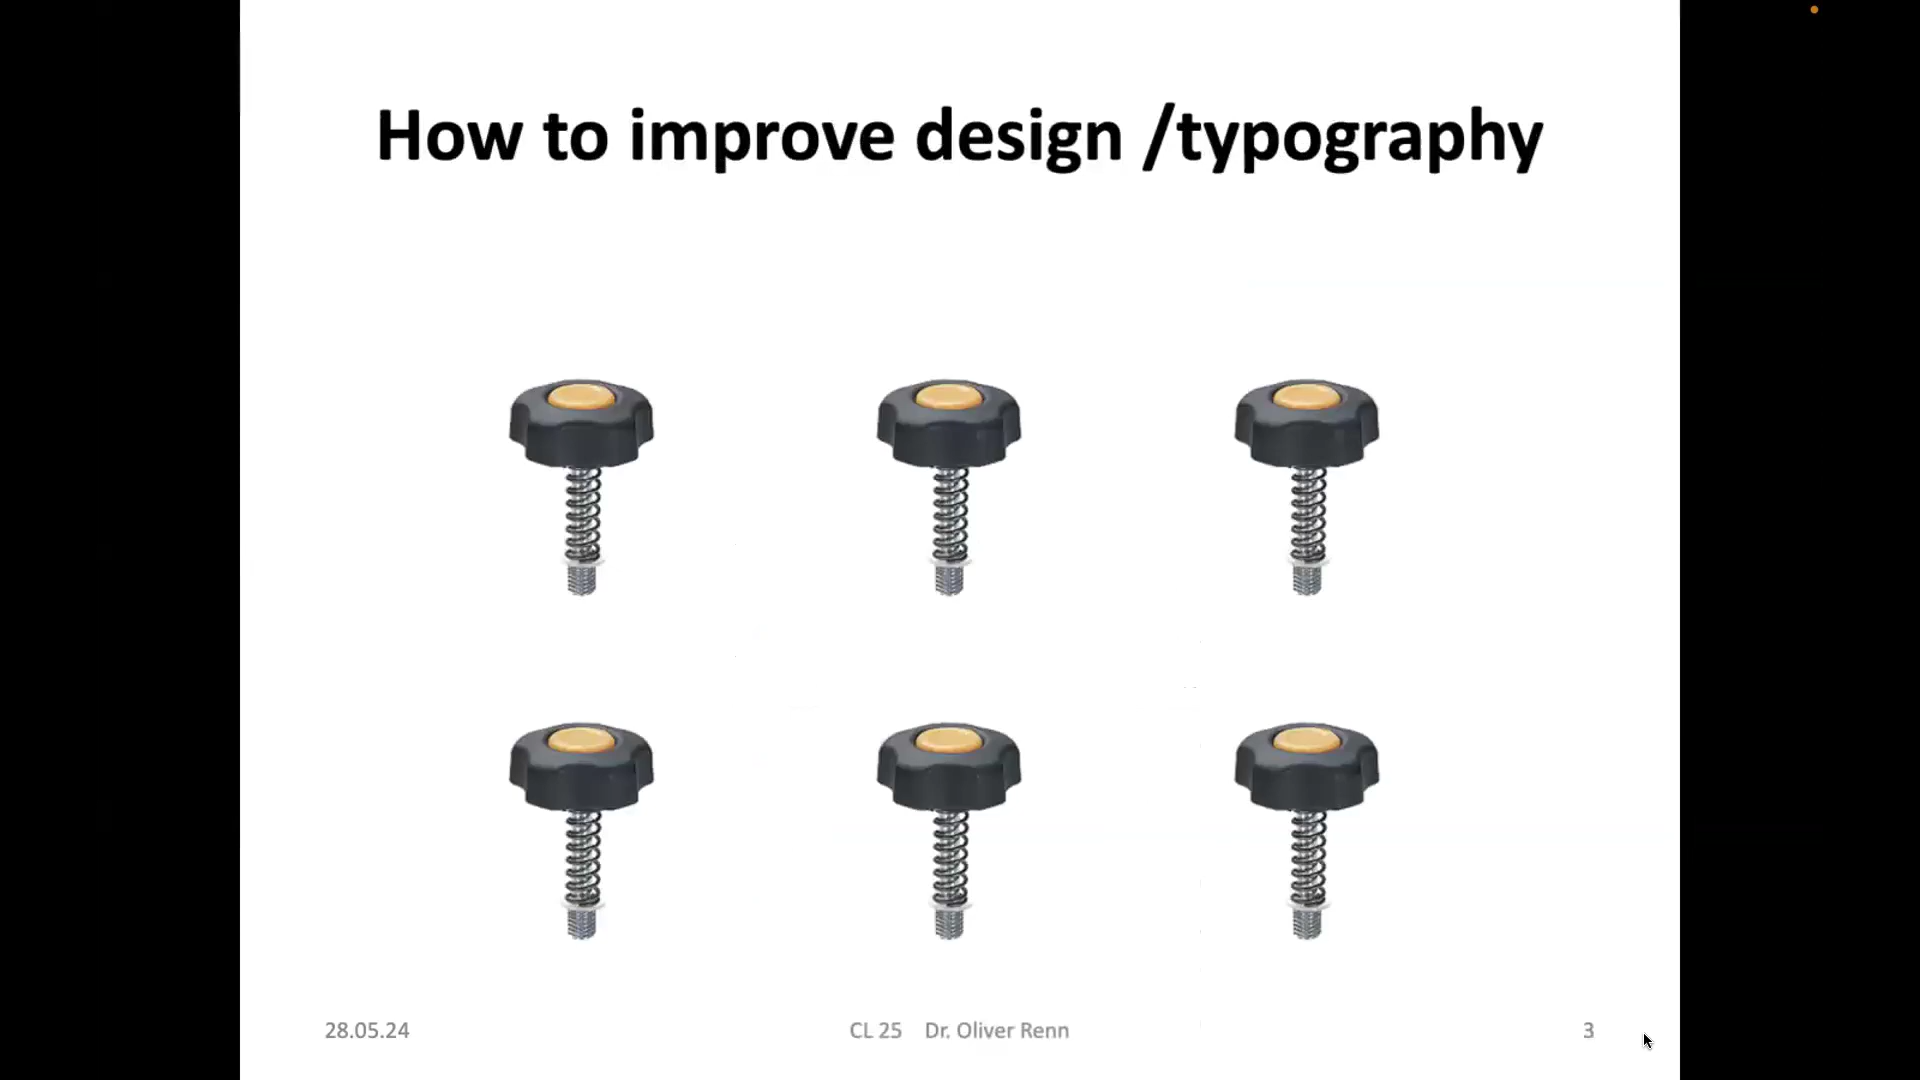 How to improve design /typography
28.05.24
CL 25 Dr. Oliver Renn
3